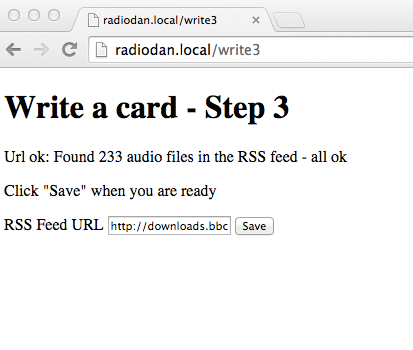 radiodan.local/write3
radiodan.local/write3
Write a card - Step 3
Url ok: Found 233 audio files in the RSS feed - all ok
Click "Save" when you are ready
RSS Feed URL http://downloads.bbc Save